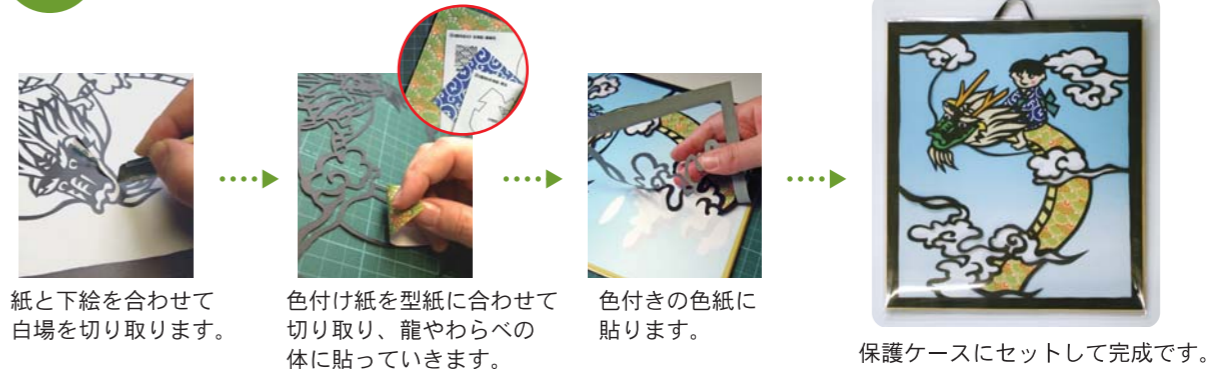 紙と下絵を合わせて
白場を切り取ります。
色付け紙を型紙に合わせて
切り取り、龍やわらべの
体に貼っていきます。
色付きの色紙に
貼ります。
保護ケースにセットして完成です。